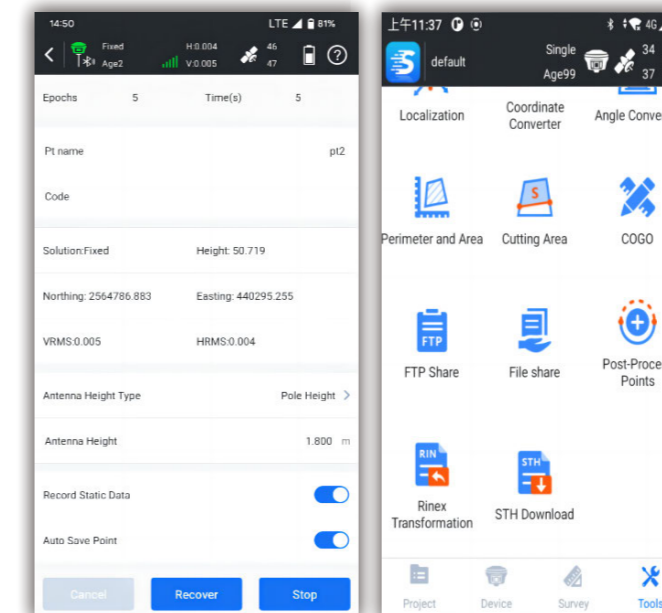 14:50
LTE 81%
Fixed
Age2
H:0.004
V:0.005
46
47
Epochs 5 Time(s) 5
Pt name pt2
Code
Solution:Fixed Height: 50.719
Northing: 2564786.883 Easting: 440295.255
VRMS:0.005 HRMS:0.004
Antenna Height Type Pole Height >
Antenna Height 1.800 m
Record Static Data
Auto Save Point
Cancel Recover Stop
上午11:37
4G
default
Single
Age99
34
37
Localization
Coordinate
Converter
Angle Conve
Perimeter and Area
S
Cutting Area
COGO
FTP
FTP Share
File share
Post-Proce
Points
RIN
Rinex
Transformation
STH
STH Download
Project Device Survey Tools